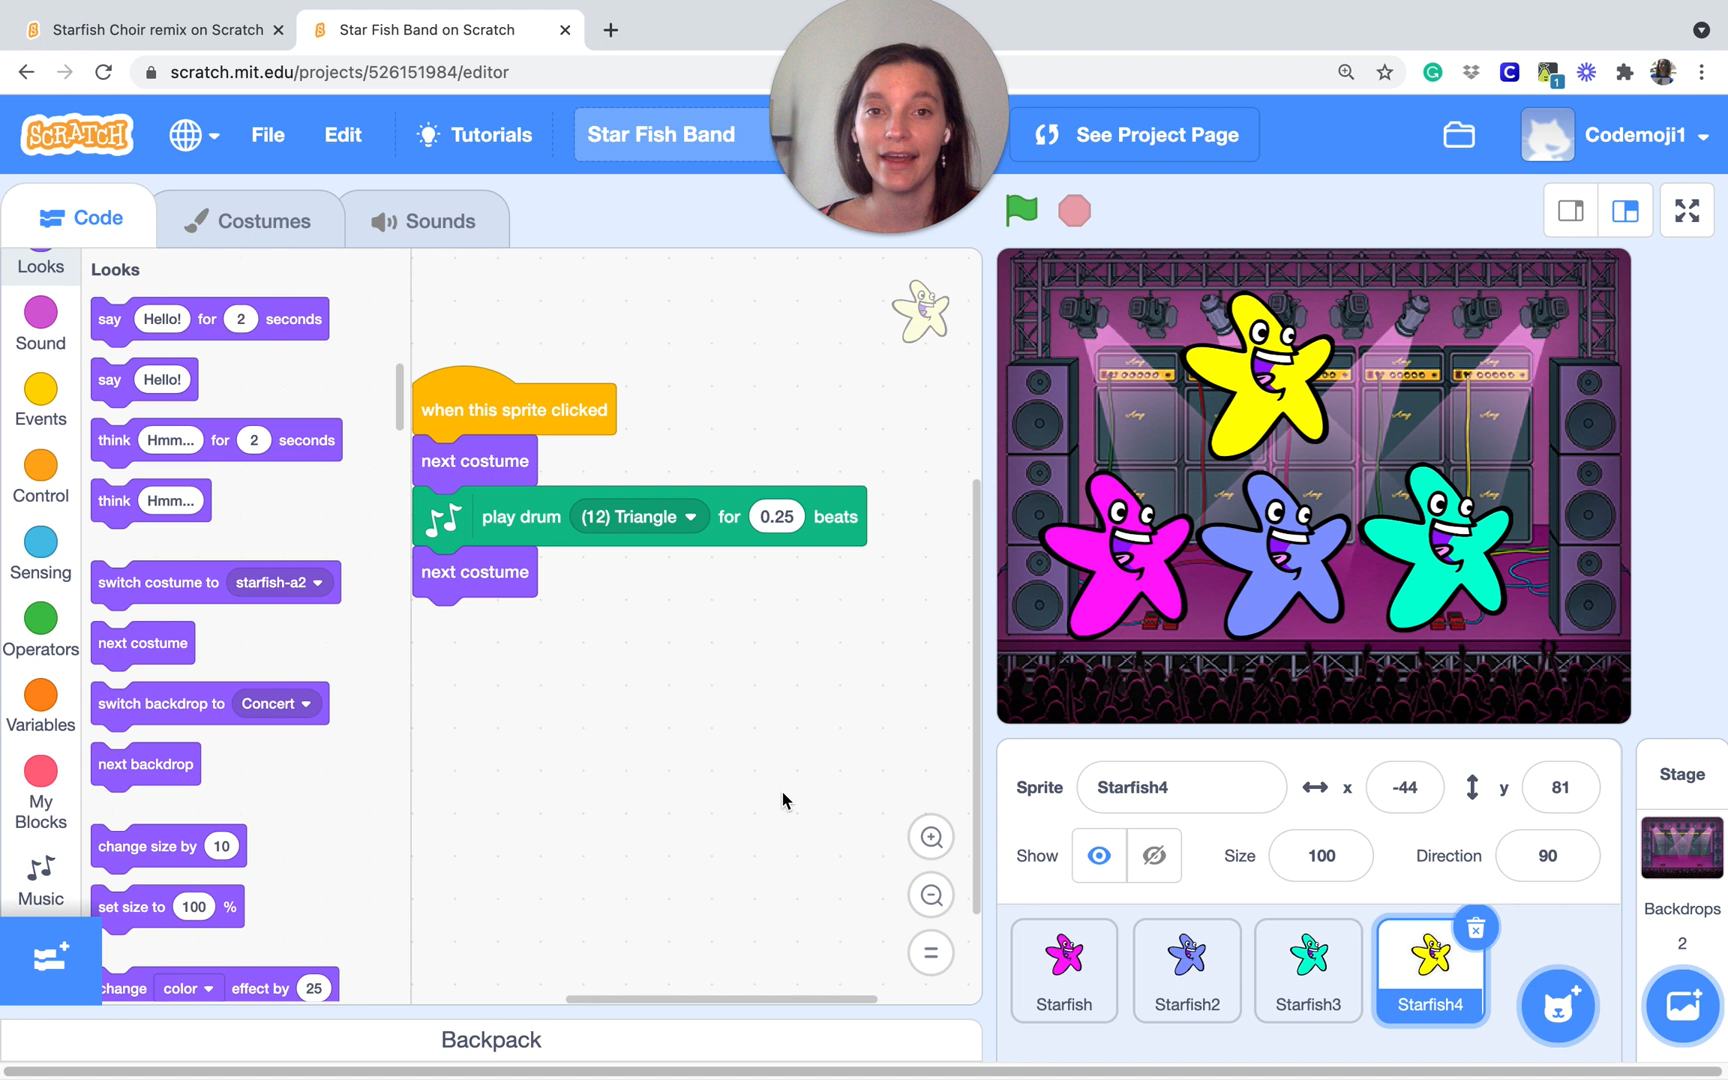 Starfish Choir remix on Scratch
Star Fish Band on Scratch
scratch.mit.edu/projects/526151984/editor
1
SCRATCH
File
Edit
Tutorials
Star Fish Band
See Project Page
Codemoji1
Code
Costumes
Sounds
Looks
Sound
Events
Control
Sensing
Operators
Variables
My
Blocks
Music
Looks
say Hello! for 2 seconds
say Hello!
think Hmm... for 2 seconds
think Hmm...
switch costume to starfish-a2
next costume
switch backdrop to Concert
next backdrop
change size by 10
set size to 100 %
change color effect by 25
when this sprite clicked
next costume
play drum (12) Triangle for 0.25 beats
next costume
Backpack
Amp
Amp
Amp
Amp
Sprite Starfish4 x -44 y 81
Show Size 100 Direction 90
Starfish
Starfish2
Starfish3
Starfish4
Stage
Backdrops
2